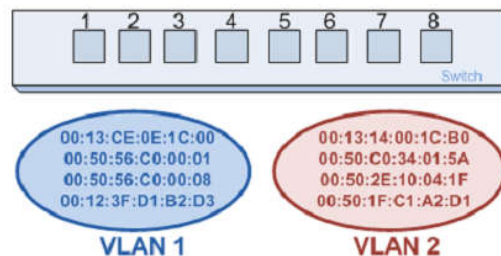 1 2 3 4 5 6 7 8
Switch
00:13:CE:0E:1C:00
00:50:56:C0:00:01
00:50:56:C0:00:08
00:12:3F:D1:B2:D3
VLAN 1
00:13:14:00:1C:B0
00:50:C0:34:01:5A
00:50:2E:10:04:1F
00:50:1F:C1:A2:D1
VLAN 2